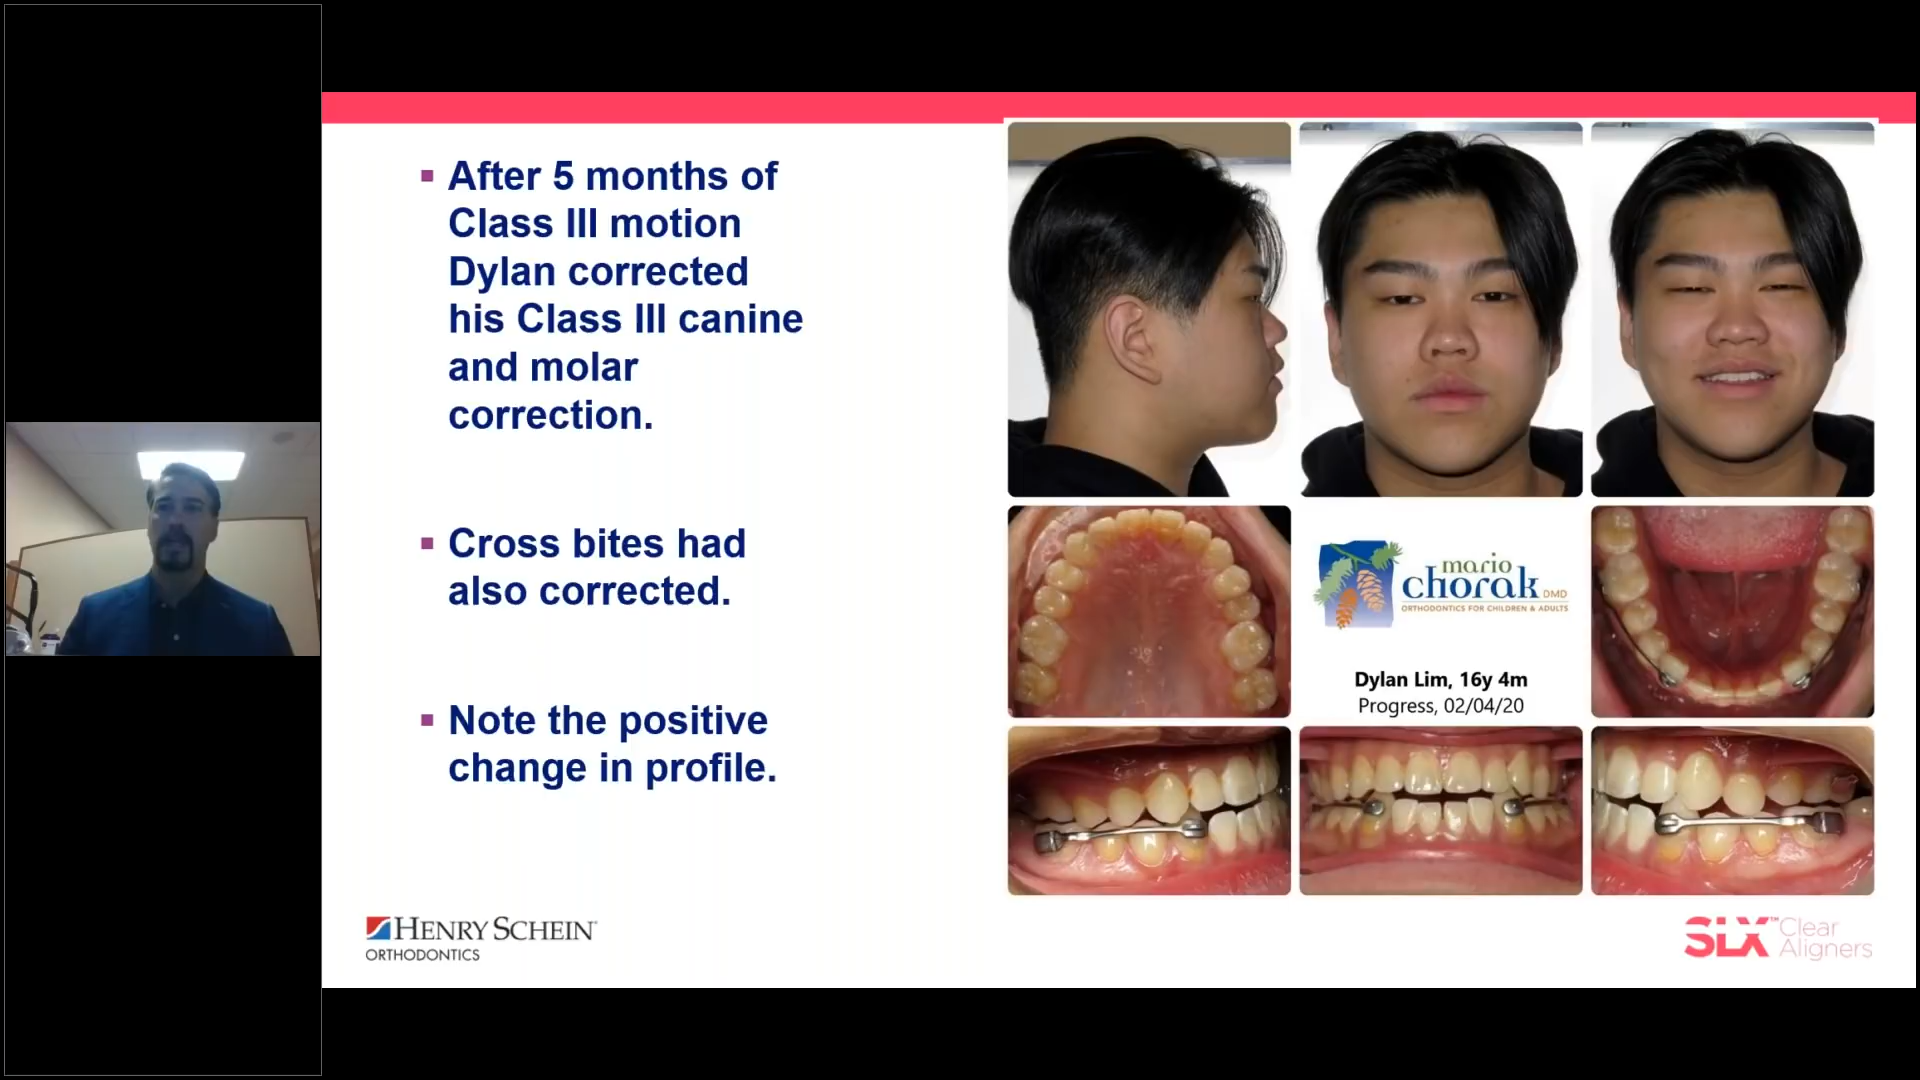 After 5 months of
Class III motion
Dylan corrected
his Class III canine
and molar
correction.
Cross bites had
also corrected.
Note the positive
change in profile.
mario
chorak DMD
ORTHODONTICS FOR CHILDREN & ADULTS
Dylan Lim, 16y 4m
Progress, 02/04/20
HENRY SCHEIN®
ORTHODONTICS
SLX™ Clear
Aligners